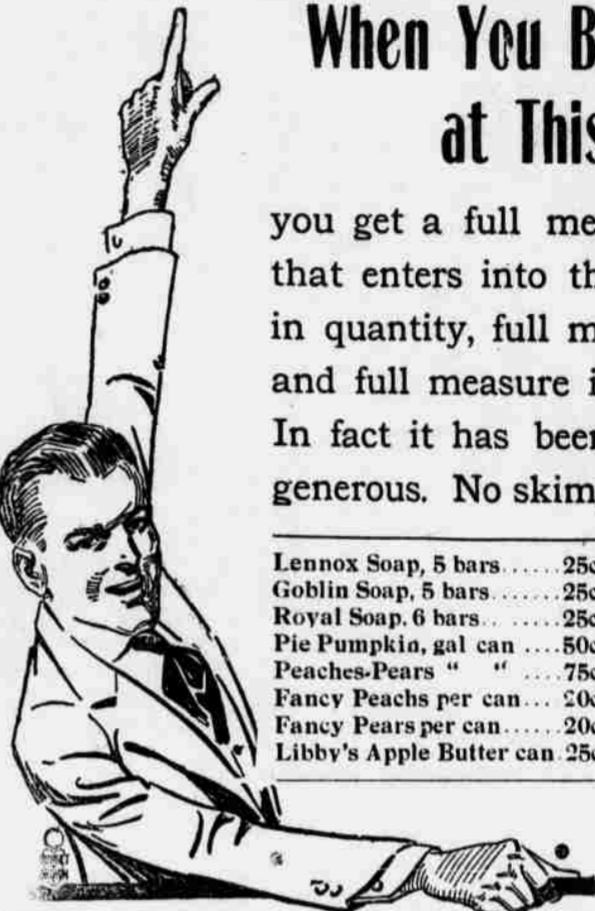 When You B
at This
you get a full me
that enters into th
in quantity, full m
and full measure i
In fact it has been
generous. No skim
Lennox Soap, 5 bars......25c
Goblin Soap, 5 bars.......25c
Royal Soap. 6 bars.. ......25c
Pie Pumpkin, gal can ....50c
Peaches-Pears “ “ ....75c
Fancy Peachs per can... 20c
Fancy Pears per can......20c
Libby's Apple Butter can.25c